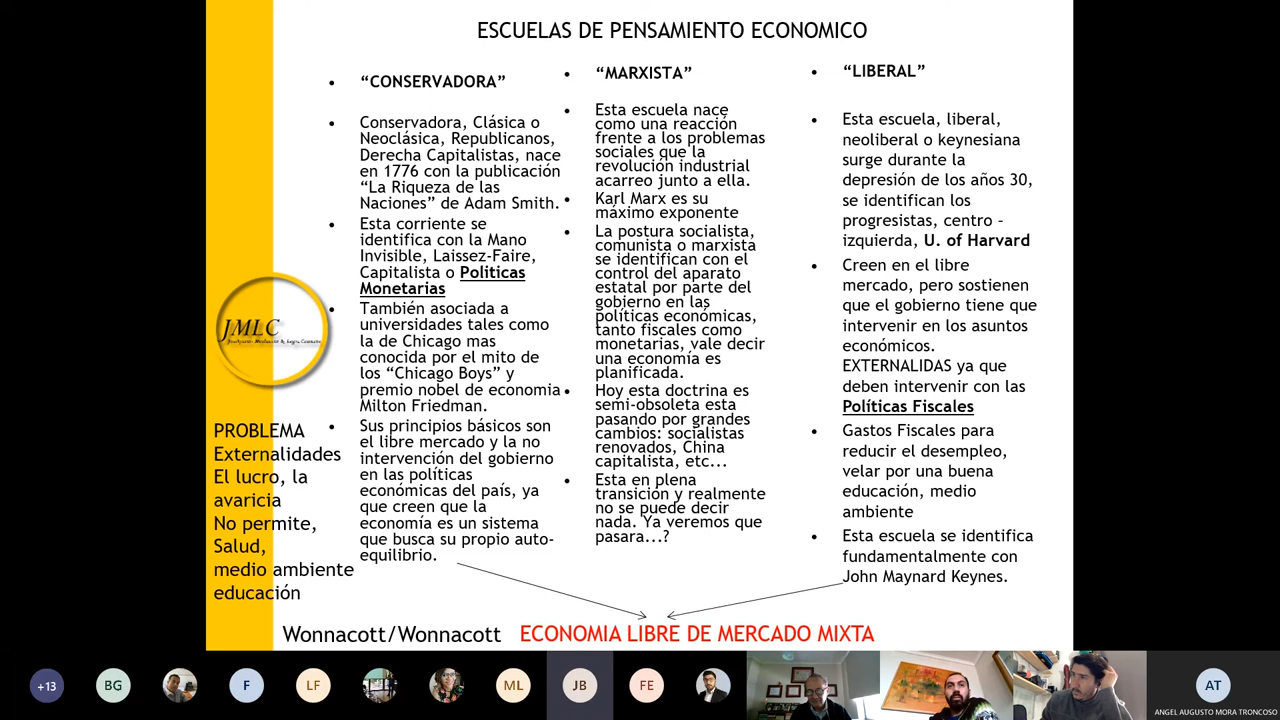 ESCUELAS DE PENSAMIENTO ECONOMICO
• “CONSERVADORA”
• Conservadora, Clásica o
Neoclásica, Republicanos,
Derecha Capitalistas, nace
en 1776 con la publicación
“La Riqueza de las
Naciones” de Adam Smith.
• Esta corriente se
identifica con la Mano
Invisible, Laissez-Faire,
Capitalista o Politicas
Monetarias
• También asociada a
universidades tales como
la de Chicago mas
conocida por el mito de
los “Chicago Boys” y
premio nobel de economia
Milton Friedman.
• Sus principios básicos son
el libre mercado y la no
intervención del gobierno
en las políticas
económicas del país, ya
que creen que la
economía es un sistema
que busca su propio auto-
equilibrio.
• “MARXISTA”
• Esta escuela nace
como una reacción
frente a los problemas
sociales que la
revolución industrial
acarreo junto a ella.
• Karl Marx es su
máximo exponente
• La postura socialista,
comunista o marxista
se identifican con el
control del aparato
estatal por parte del
gobierno en las
políticas económicas,
tanto fiscales como
monetarias, vale decir
una economía es
planificada.
• Hoy esta doctrina es
semi-obsoleta esta
pasando por grandes
cambios: socialistas
renovados, China
capitalista, etc...
• Esta en plena
transición y realmente
no se puede decir
nada. Ya veremos que
pasara...?
• “LIBERAL”
• Esta escuela, liberal,
neoliberal o keynesiana
surge durante la
depresión de los años 30,
se identifican los
progresistas, centro –
izquierda, U. of Harvard
• Creen en el libre
mercado, pero sostienen
que el gobierno tiene que
intervenir en los asuntos
económicos.
EXTERNALIDAS ya que
deben intervenir con las
Políticas Fiscales
• Gastos Fiscales para
reducir el desempleo,
velar por una buena
educación, medio
ambiente
• Esta escuela se identifica
fundamentalmente con
John Maynard Keynes.
JMLC
PROBLEMA
Externalidades
El lucro, la
avaricia
No permite,
Salud,
medio ambiente
educación
Wonnacott/Wonnacott
ECONOMIA LIBRE DE MERCADO MIXTA
+13
BG
F
LF
ML
JB
FE
AT
ANGEL AUGUSTO MORA TRONCOSO